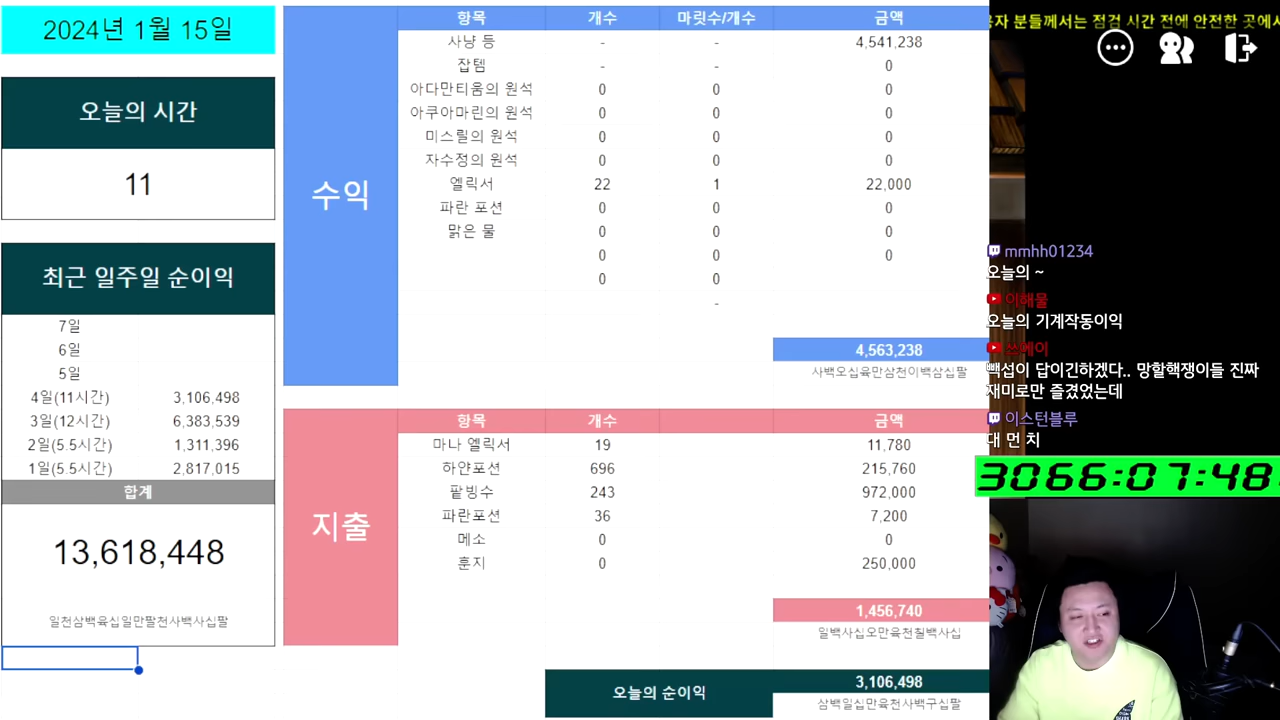 2024년 1월 15일
오늘의 시간
11
최근 일주일 순이익
7일
6일
5일
4일(11시간) 3,106,498
3일(12시간) 6,383,539
2일(5.5시간) 1,311,396
1일(5.5시간) 2,817,015
합계
13,618,448
일천삼백육십일만팔천사백사십팔
수익
항목 개수 마릿수/개수 금액
사냥 등 - - 4,541,238
잡템 - - 0
아다만티움의 원석 0 0 0
아쿠아마린의 원석 0 0 0
미스릴의 원석 0 0 0
자수정의 원석 0 0 0
엘릭서 22 1 22,000
파란 포션 0 0 0
맑은 물 0 0 0
0 0 0
0 0
-
4,563,238
사백오십육만삼천이백삼십팔
지출
항목 개수 금액
마나 엘릭서 19 11,780
하얀포션 696 215,760
팥빙수 243 972,000
파란포션 36 7,200
메소 0 0
훈지 0 250,000
1,456,740
일백사십오만육천칠백사십
오늘의 순이익
3,106,498
삼백일십만육천사백구십팔
자 분들께서는 점검 시간 전에 안전한 곳에서
mmhh01234
오늘의 ~
이해물
오늘의 기계작동이익
쓰메이
빽섭이 답이긴하겠다.. 망할핵쟁이들 진짜
재미로만 즐겼었는데
이스턴블루
대 먼 치
3066:07:48